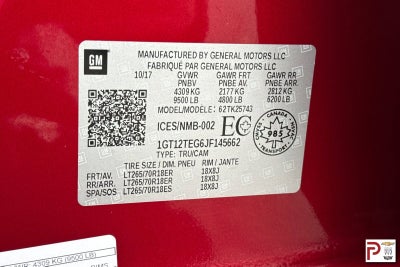 GM
MANUFACTURED BY GENERAL MOTORS LLC
FABRIQUÉ PAR GENERAL MOTORS LLC
10/17 GVWR GAWR FRT GAWR RR
PNBV PNBE AV PNBE AR
4309 KG 2177 KG 2812 KG
9500 LB 4800 LB 6200 LB
MODEL/MODÈLE: 62TK25743
ICES/NMB-002 EC
CANADA
985
TRANSPORT
1GT12TEG6JF145662
TYPE: TRU/CAM
TIRE SIZE / DIM. PNEU RIM / JANTE
FRT/AV: LT265/70R18ER 18X8J
RR/ARR: LT265/70R18ER 18X8J
SPA/SOS: LT265/70R18ES 18X8J
WR: 4309 KG (9500 LB)
P